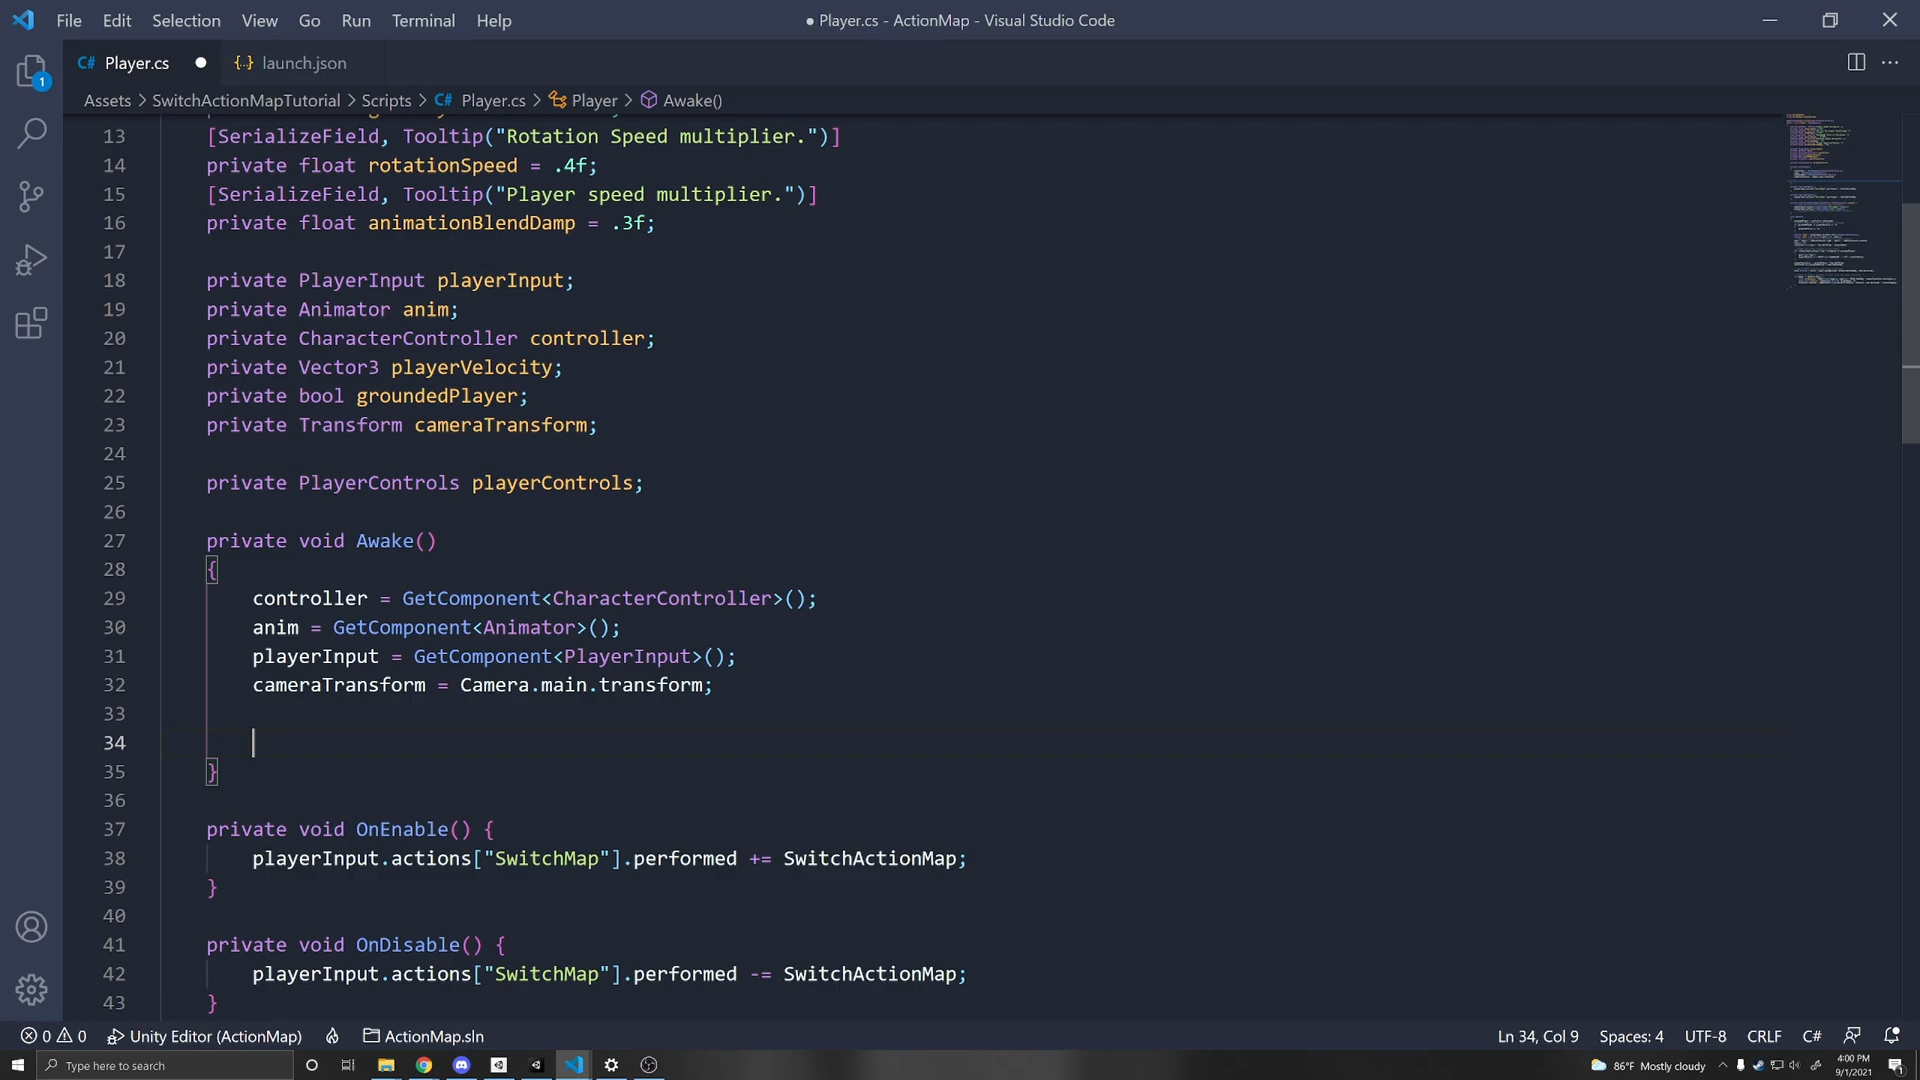 File Edit Selection View Go Run Terminal Help
● Player.cs - ActionMap - Visual Studio Code
1
C# Player.cs ●
{..} launch.json
Assets > SwitchActionMapTutorial > Scripts > C# Player.cs > Player > Awake()
13 [SerializeField, Tooltip("Rotation Speed multiplier.")]
14 private float rotationSpeed = .4f;
15 [SerializeField, Tooltip("Player speed multiplier.")]
16 private float animationBlendDamp = .3f;
17
18 private PlayerInput playerInput;
19 private Animator anim;
20 private CharacterController controller;
21 private Vector3 playerVelocity;
22 private bool groundedPlayer;
23 private Transform cameraTransform;
24
25 private PlayerControls playerControls;
26
27 private void Awake()
28 {
29 controller = GetComponent<CharacterController>();
30 anim = GetComponent<Animator>();
31 playerInput = GetComponent<PlayerInput>();
32 cameraTransform = Camera.main.transform;
33
34
35 }
36
37 private void OnEnable() {
38 playerInput.actions["SwitchMap"].performed += SwitchActionMap;
39 }
40
41 private void OnDisable() {
42 playerInput.actions["SwitchMap"].performed -= SwitchActionMap;
43 }
0 0 Unity Editor (ActionMap) ActionMap.sln Ln 34, Col 9 Spaces: 4 UTF-8 CRLF C#
Type here to search
86°F Mostly cloudy
4:00 PM
9/1/2021
1